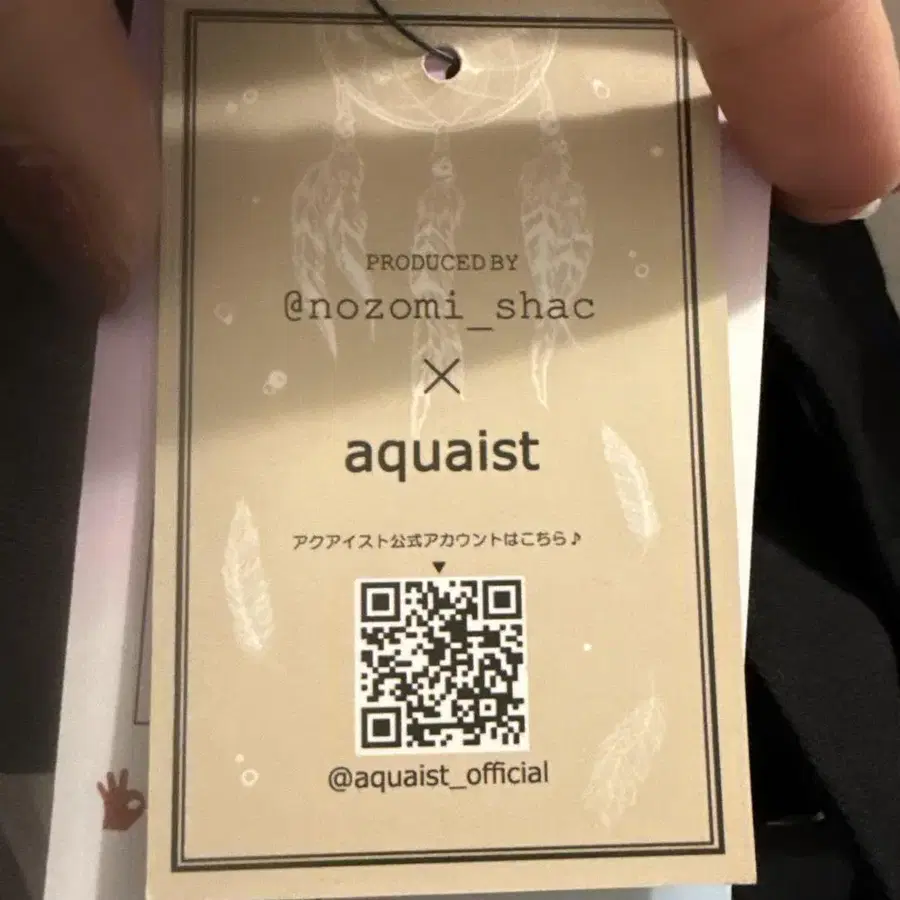 PRODUCED BY
@nozomi_shac
×
aquaist
アクアイスト公式アカウントはこちら♪
▼
@aquaist_official